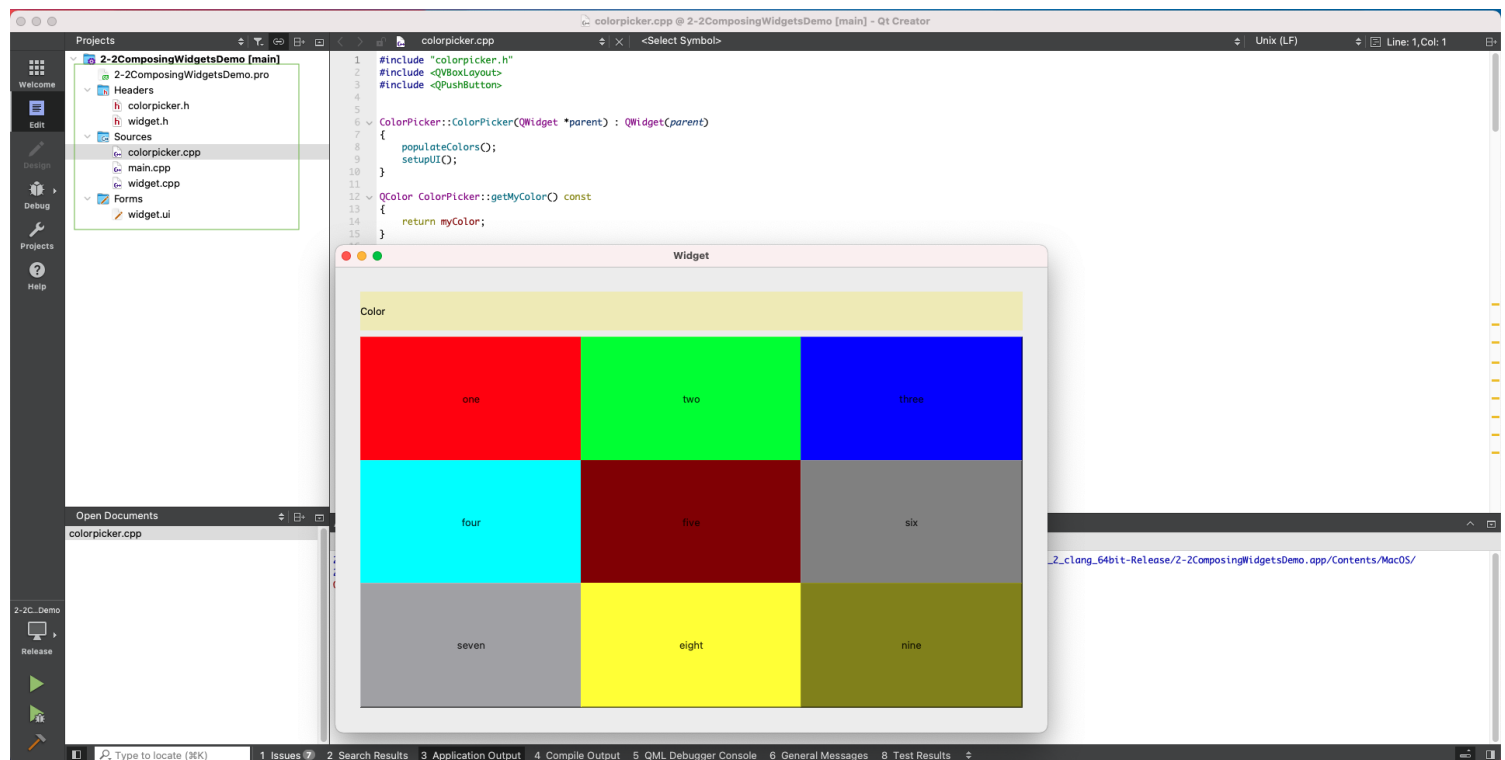 colorpicker.cpp @ 2-2ComposingWidgetsDemo [main] - Qt Creator
Projects
colorpicker.cpp
<Select Symbol>
Unix (LF)
Line: 1, Col: 1
Welcome
Edit
Design
Debug
Projects
Help
2-2ComposingWidgetsDemo [main]
2-2ComposingWidgetsDemo.pro
Headers
colorpicker.h
widget.h
Sources
colorpicker.cpp
main.cpp
widget.cpp
Forms
widget.ui
1 #include "colorpicker.h"
2 #include <QVBoxLayout>
3 #include <QPushButton>
4
5
6 ColorPicker::ColorPicker(QWidget *parent) : QWidget(parent)
7 {
8 populateColors();
9 setupUI();
10 }
11
12 QColor ColorPicker::getMyColor() const
13 {
14 return myColor;
15 }
Widget
Color
one two three
four five six
seven eight nine
Open Documents
colorpicker.cpp
_2_clang_64bit-Release/2-2ComposingWidgetsDemo.app/Contents/MacOS/
2-2C...Demo
Release
Type to locate (⌘K)
1 Issues 7 2 Search Results 3 Application Output 4 Compile Output 5 QML Debugger Console 6 General Messages 8 Test Results